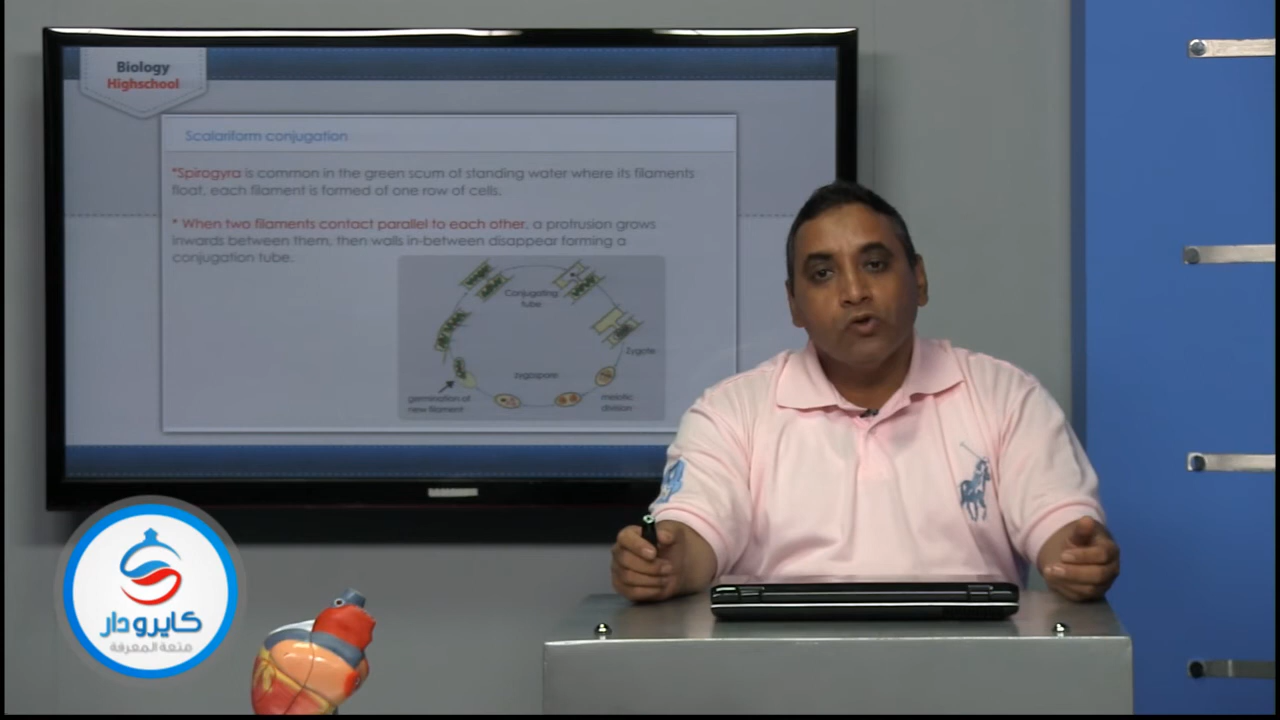 Biology
Highschool
Scalariform conjugation
*Spirogyra is common in the green scum of standing water where its filaments
float, each filament is formed of one row of cells.
* When two filaments contact parallel to each other, a protrusion grows
inwards between them, then walls in-between disappear forming a
conjugation tube.
Conjugating
tube
Zygote
zygospore
germination of
new filament
meiotic
division
SAMSUNG
كايرودار
متعة المعرفة